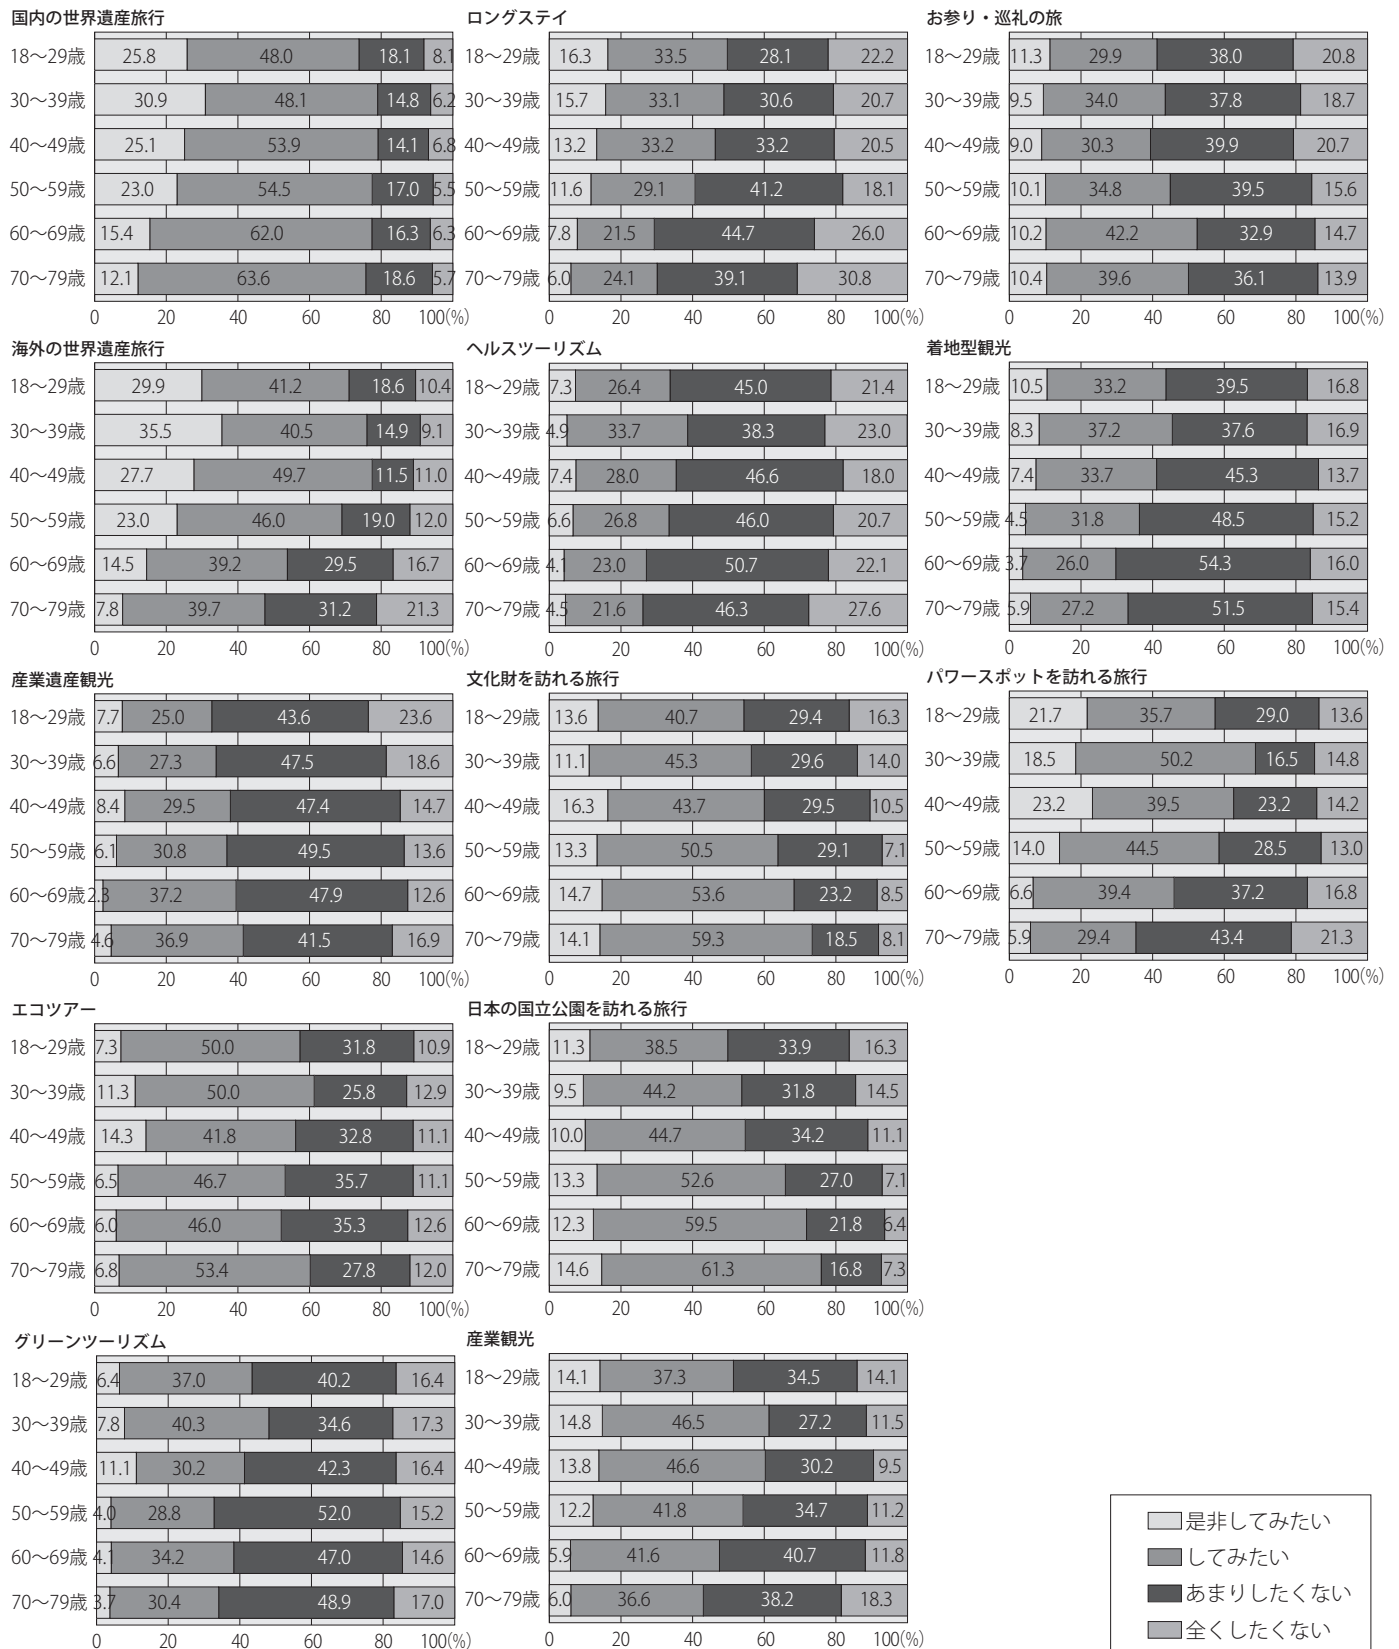 国内の世界遺産旅行
18〜29歳 25.8 48.0 18.1 8.1
30〜39歳 30.9 48.1 14.8 6.2
40〜49歳 25.1 53.9 14.1 6.8
50〜59歳 23.0 54.5 17.0 5.5
60〜69歳 15.4 62.0 16.3 6.3
70〜79歳 12.1 63.6 18.6 5.7
0 20 40 60 80 100(%)
ロングステイ
18〜29歳 16.3 33.5 28.1 22.2
30〜39歳 15.7 33.1 30.6 20.7
40〜49歳 13.2 33.2 33.2 20.5
50〜59歳 11.6 29.1 41.2 18.1
60〜69歳 7.8 21.5 44.7 26.0
70〜79歳 6.0 24.1 39.1 30.8
0 20 40 60 80 100(%)
お参り・巡礼の旅
18〜29歳 11.3 29.9 38.0 20.8
30〜39歳 9.5 34.0 37.8 18.7
40〜49歳 9.0 30.3 39.9 20.7
50〜59歳 10.1 34.8 39.5 15.6
60〜69歳 10.2 42.2 32.9 14.7
70〜79歳 10.4 39.6 36.1 13.9
0 20 40 60 80 100(%)
海外の世界遺産旅行
18〜29歳 29.9 41.2 18.6 10.4
30〜39歳 35.5 40.5 14.9 9.1
40〜49歳 27.7 49.7 11.5 11.0
50〜59歳 23.0 46.0 19.0 12.0
60〜69歳 14.5 39.2 29.5 16.7
70〜79歳 7.8 39.7 31.2 21.3
0 20 40 60 80 100(%)
ヘルスツーリズム
18〜29歳 7.3 26.4 45.0 21.4
30〜39歳 4.9 33.7 38.3 23.0
40〜49歳 7.4 28.0 46.6 18.0
50〜59歳 6.6 26.8 46.0 20.7
60〜69歳 4.1 23.0 50.7 22.1
70〜79歳 4.5 21.6 46.3 27.6
0 20 40 60 80 100(%)
着地型観光
18〜29歳 10.5 33.2 39.5 16.8
30〜39歳 8.3 37.2 37.6 16.9
40〜49歳 7.4 33.7 45.3 13.7
50〜59歳 4.5 31.8 48.5 15.2
60〜69歳 3.7 26.0 54.3 16.0
70〜79歳 5.9 27.2 51.5 15.4
0 20 40 60 80 100(%)
産業遺産観光
18〜29歳 7.7 25.0 43.6 23.6
30〜39歳 6.6 27.3 47.5 18.6
40〜49歳 8.4 29.5 47.4 14.7
50〜59歳 6.1 30.8 49.5 13.6
60〜69歳 2.3 37.2 47.9 12.6
70〜79歳 4.6 36.9 41.5 16.9
0 20 40 60 80 100(%)
文化財を訪れる旅行
18〜29歳 13.6 40.7 29.4 16.3
30〜39歳 11.1 45.3 29.6 14.0
40〜49歳 16.3 43.7 29.5 10.5
50〜59歳 13.3 50.5 29.1 7.1
60〜69歳 14.7 53.6 23.2 8.5
70〜79歳 14.1 59.3 18.5 8.1
0 20 40 60 80 100(%)
パワースポットを訪れる旅行
18〜29歳 21.7 35.7 29.0 13.6
30〜39歳 18.5 50.2 16.5 14.8
40〜49歳 23.2 39.5 23.2 14.2
50〜59歳 14.0 44.5 28.5 13.0
60〜69歳 6.6 39.4 37.2 16.8
70〜79歳 5.9 29.4 43.4 21.3
0 20 40 60 80 100(%)
エコツアー
18〜29歳 7.3 50.0 31.8 10.9
30〜39歳 11.3 50.0 25.8 12.9
40〜49歳 14.3 41.8 32.8 11.1
50〜59歳 6.5 46.7 35.7 11.1
60〜69歳 6.0 46.0 35.3 12.6
70〜79歳 6.8 53.4 27.8 12.0
0 20 40 60 80 100(%)
日本の国立公園を訪れる旅行
18〜29歳 11.3 38.5 33.9 16.3
30〜39歳 9.5 44.2 31.8 14.5
40〜49歳 10.0 44.7 34.2 11.1
50〜59歳 13.3 52.6 27.0 7.1
60〜69歳 12.3 59.5 21.8 6.4
70〜79歳 14.6 61.3 16.8 7.3
0 20 40 60 80 100(%)
グリーンツーリズム
18〜29歳 6.4 37.0 40.2 16.4
30〜39歳 7.8 40.3 34.6 17.3
40〜49歳 11.1 30.2 42.3 16.4
50〜59歳 4.0 28.8 52.0 15.2
60〜69歳 4.1 34.2 47.0 14.6
70〜79歳 3.7 30.4 48.9 17.0
0 20 40 60 80 100(%)
産業観光
18〜29歳 14.1 37.3 34.5 14.1
30〜39歳 14.8 46.5 27.2 11.5
40〜49歳 13.8 46.6 30.2 9.5
50〜59歳 12.2 41.8 34.7 11.2
60〜69歳 5.9 41.6 40.7 11.8
70〜79歳 6.0 36.6 38.2 18.3
0 20 40 60 80 100(%)
是非してみたい
してみたい
あまりしたくない
全くしたくない